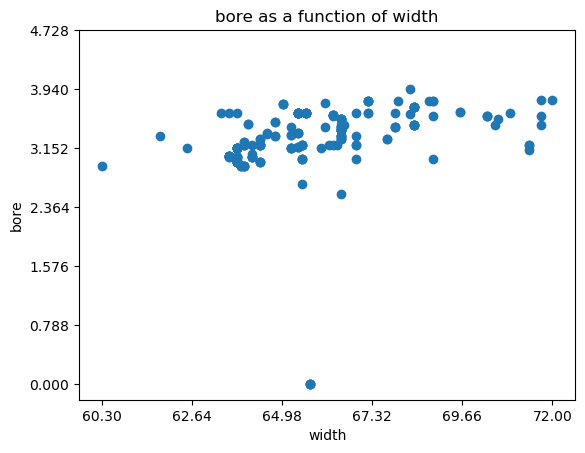 bore as a function of width
4.728
3.940
3.152
2.364
1.576
0.788
0.000
bore
60.30 62.64 64.98 67.32 69.66 72.00
width